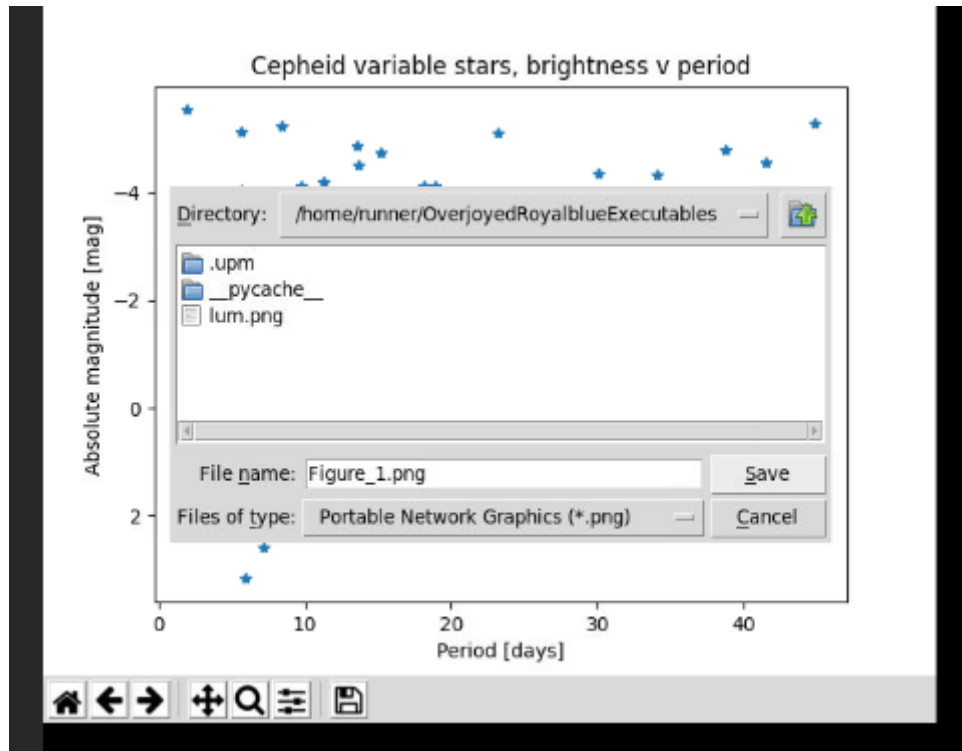 Cepheid variable stars, brightness v period
Absolute magnitude [mag]
−4
−2
0
2
Directory: /home/runner/OverjoyedRoyalblueExecutables
.upm
__pycache__
lum.png
File name: Figure_1.png Save
Files of type: Portable Network Graphics (*.png) Cancel
0 10 20 30 40
Period [days]